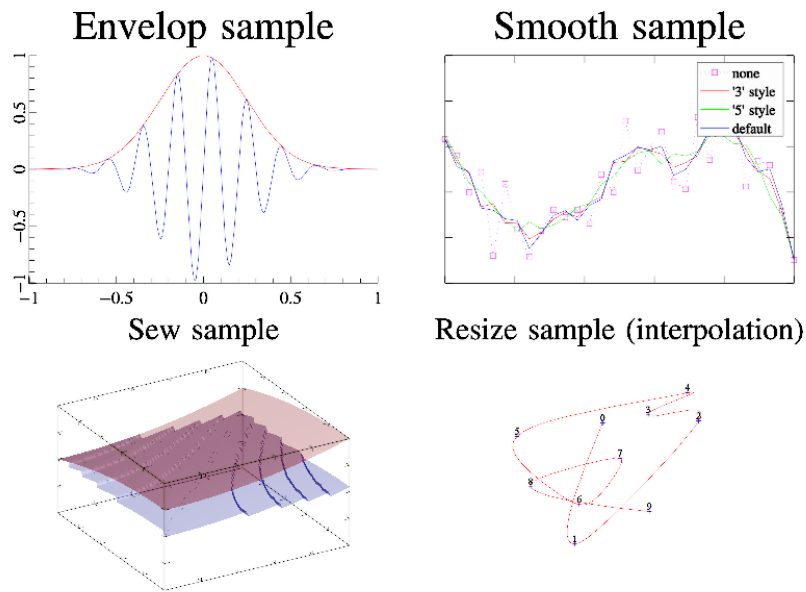 Envelop sample
Smooth sample
1
0.5
0
−0.5
−1
−1
−0.5
0
0.5
1
none
'3' style
'5' style
default
Sew sample
Resize sample (interpolation)
4
3
2
0
5
7
8
6
9
1